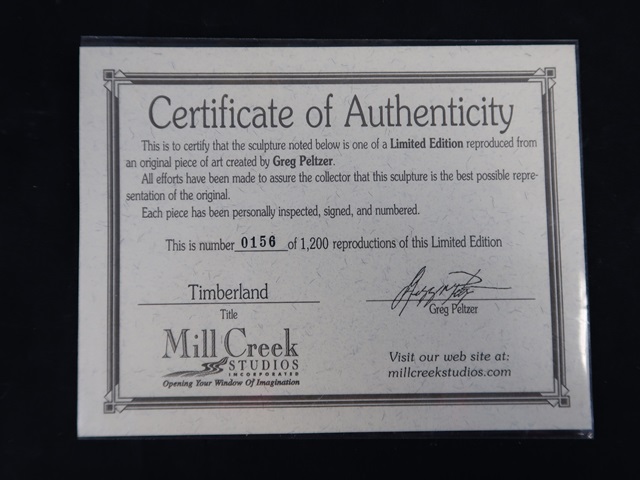 Certificate of Authenticity
This is to certify that the sculpture noted below is one of a Limited Edition reproduced from
an original piece of art created by Greg Peltzer.
All efforts have been made to assure the collector that this sculpture is the best possible repre-
sentation of the original.
Each piece has been personally inspected, signed, and numbered.
This is number 0156 of 1,200 reproductions of this Limited Edition
Timberland
Title
Greg Peltzer
Mill Creek
STUDIOS
INCORPORATED
Opening Your Window Of Imagination
Visit our web site at:
millcreekstudios.com